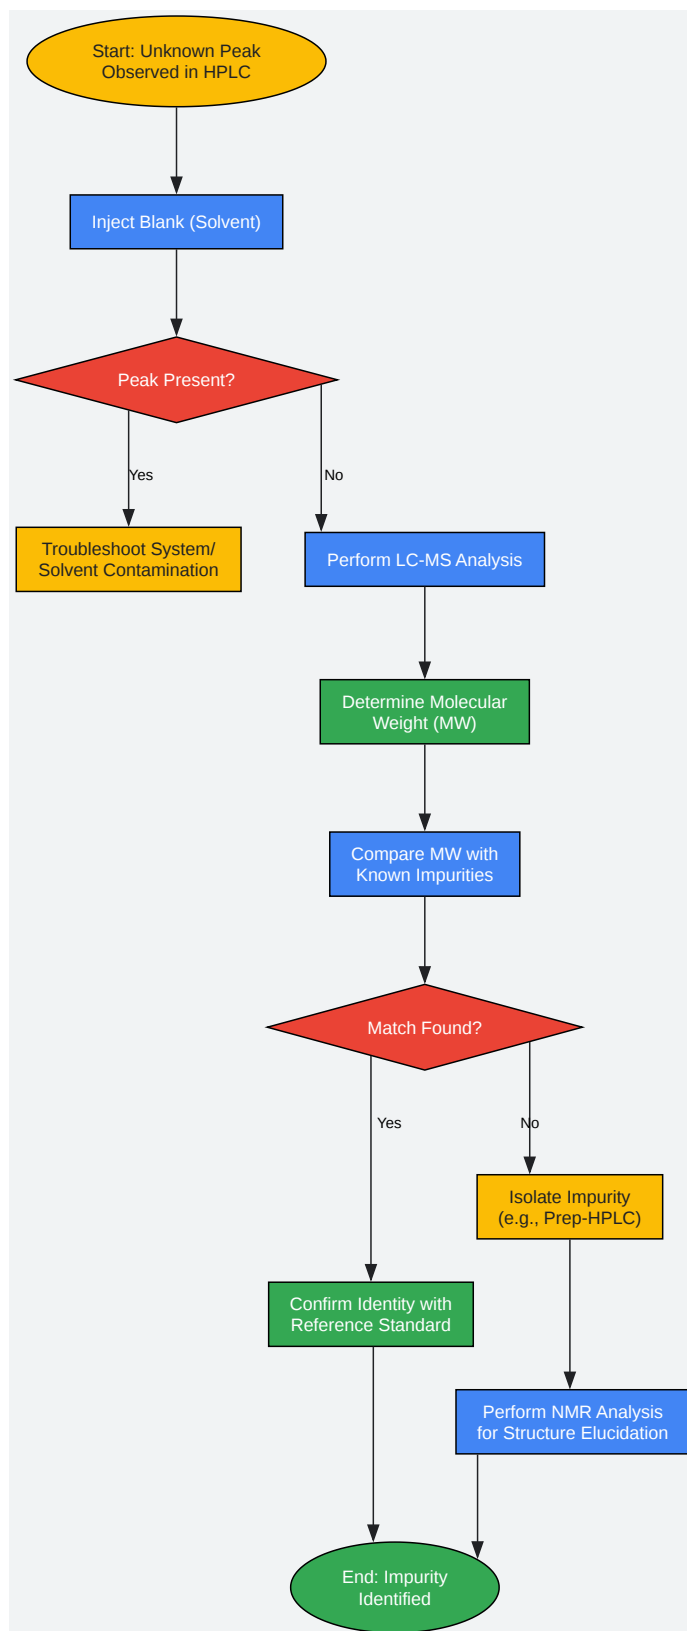 Start: Unknown Peak
Observed in HPLC
Inject Blank (Solvent)
Peak Present?
Yes
No
Troubleshoot System/
Solvent Contamination
Perform LC-MS Analysis
Determine Molecular
Weight (MW)
Compare MW with
Known Impurities
Match Found?
Yes
No
Isolate Impurity
(e.g., Prep-HPLC)
Confirm Identity with
Reference Standard
Perform NMR Analysis
for Structure Elucidation
End: Impurity
Identified